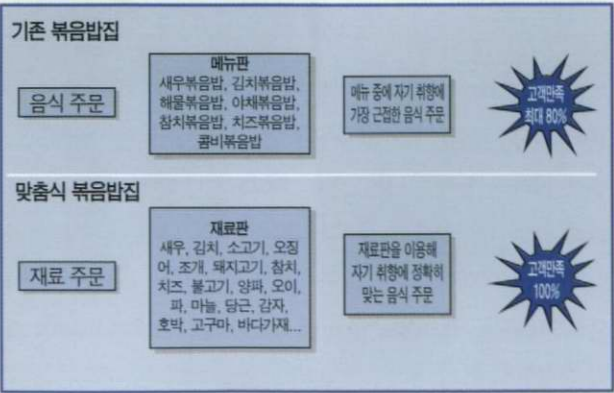 기존 볶음밥집
음식 주문
메뉴판
새우볶음밥, 김치볶음밥,
해물볶음밥, 야채볶음밥,
참치볶음밥, 치즈볶음밥,
콤비볶음밥
메뉴 중에 자기 취향에
가장 근접한 음식 주문
고객만족
최대 80%
맞춤식 볶음밥집
재료 주문
재료판
새우, 김치, 소고기, 오징
어, 조개, 돼지고기, 참치,
치즈, 불고기, 양파, 오이,
파, 마늘, 당근, 감자,
호박, 고구마, 바다가재...
재료판을 이용해
자기 취향에 정확히
맞는 음식 주문
고객만족
100%